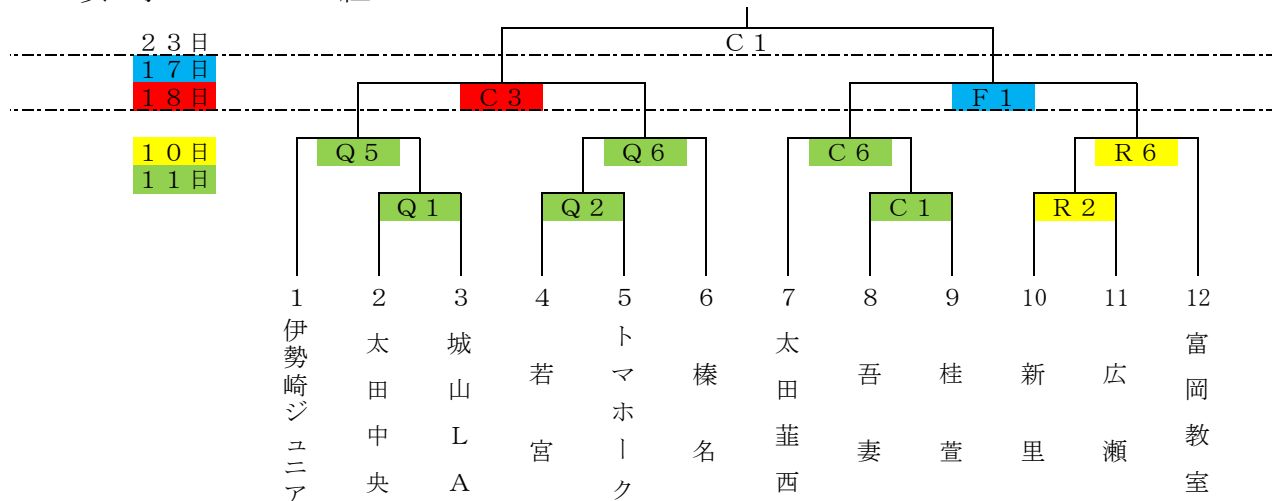 23日
C1
17日
18日
C3
F1
10日
Q5
Q6
C6
R6
11日
Q1
Q2
C1
R2
1 2 3 4 5 6 7 8 9 10 11 12
伊勢崎ジュニア
太田中央
城山LA
若宮
トマホーク
榛名
太田韮西
吾妻
桂萱
新里
広瀬
富岡教室